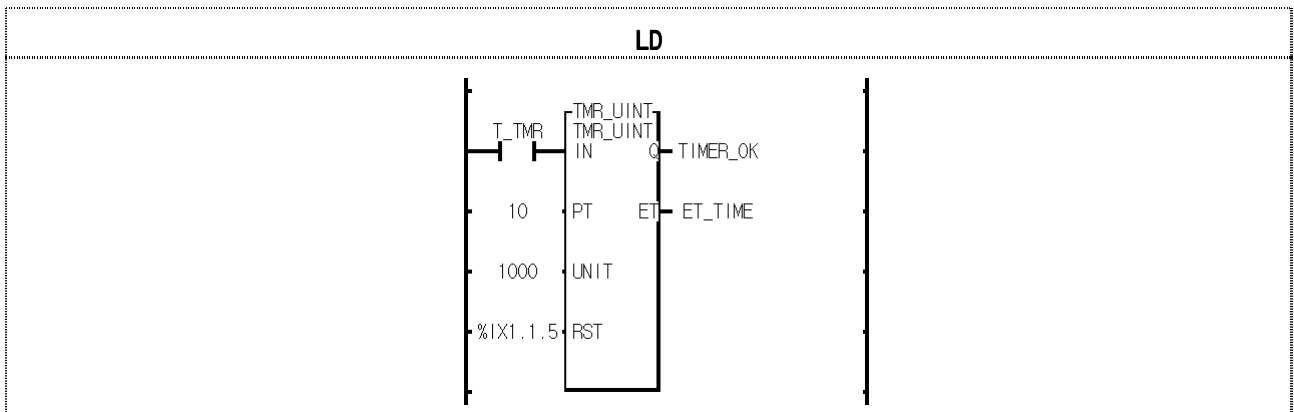 LD
TMR_UINT
T_TMR TMR_UINT
IN Q TIMER_OK
10 PT ET ET_TIME
1000 UNIT
%IX1.1.5 RST